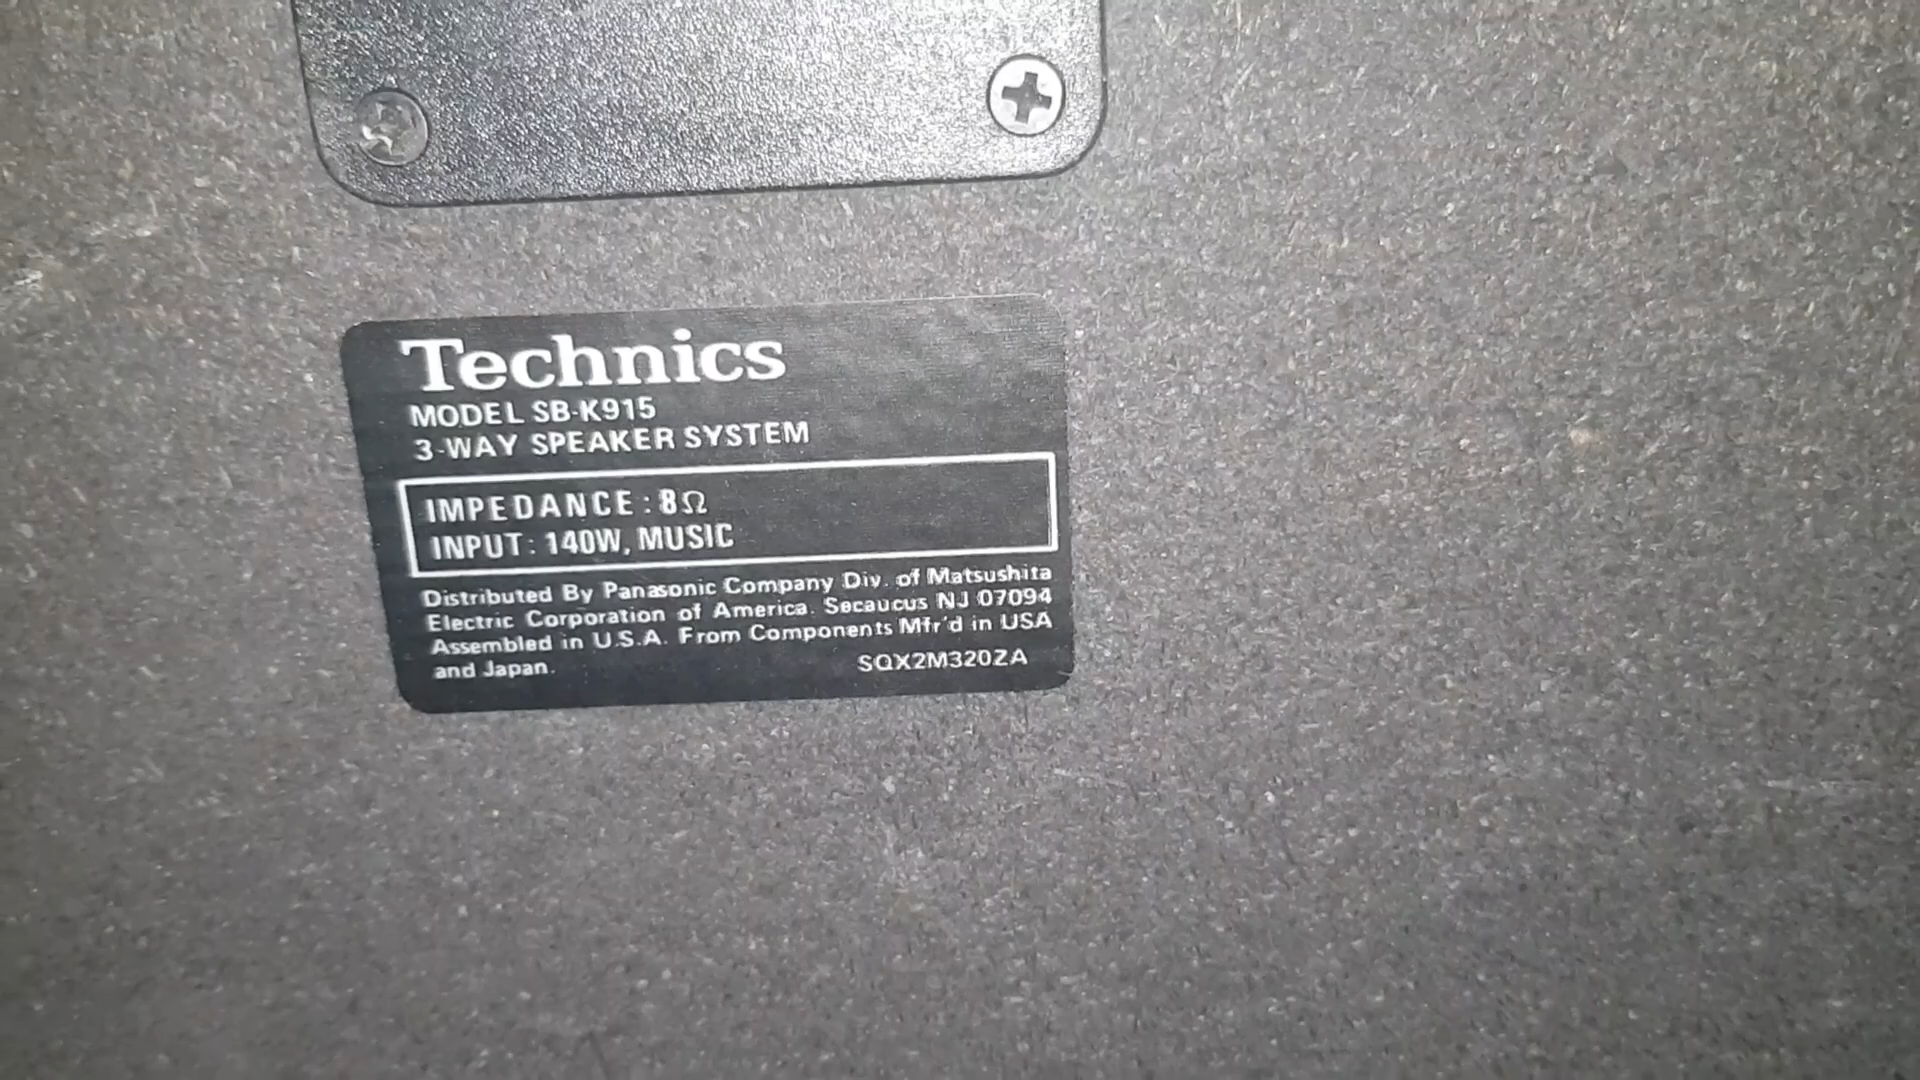 Technics
MODEL SB-K915
3-WAY SPEAKER SYSTEM
IMPEDANCE : 8Ω
INPUT : 140W, MUSIC
Distributed By Panasonic Company Div. of Matsushita
Electric Corporation of America. Secaucus NJ 07094
Assembled in U.S.A. From Components Mfr'd in USA
and Japan. SQX2M320ZA